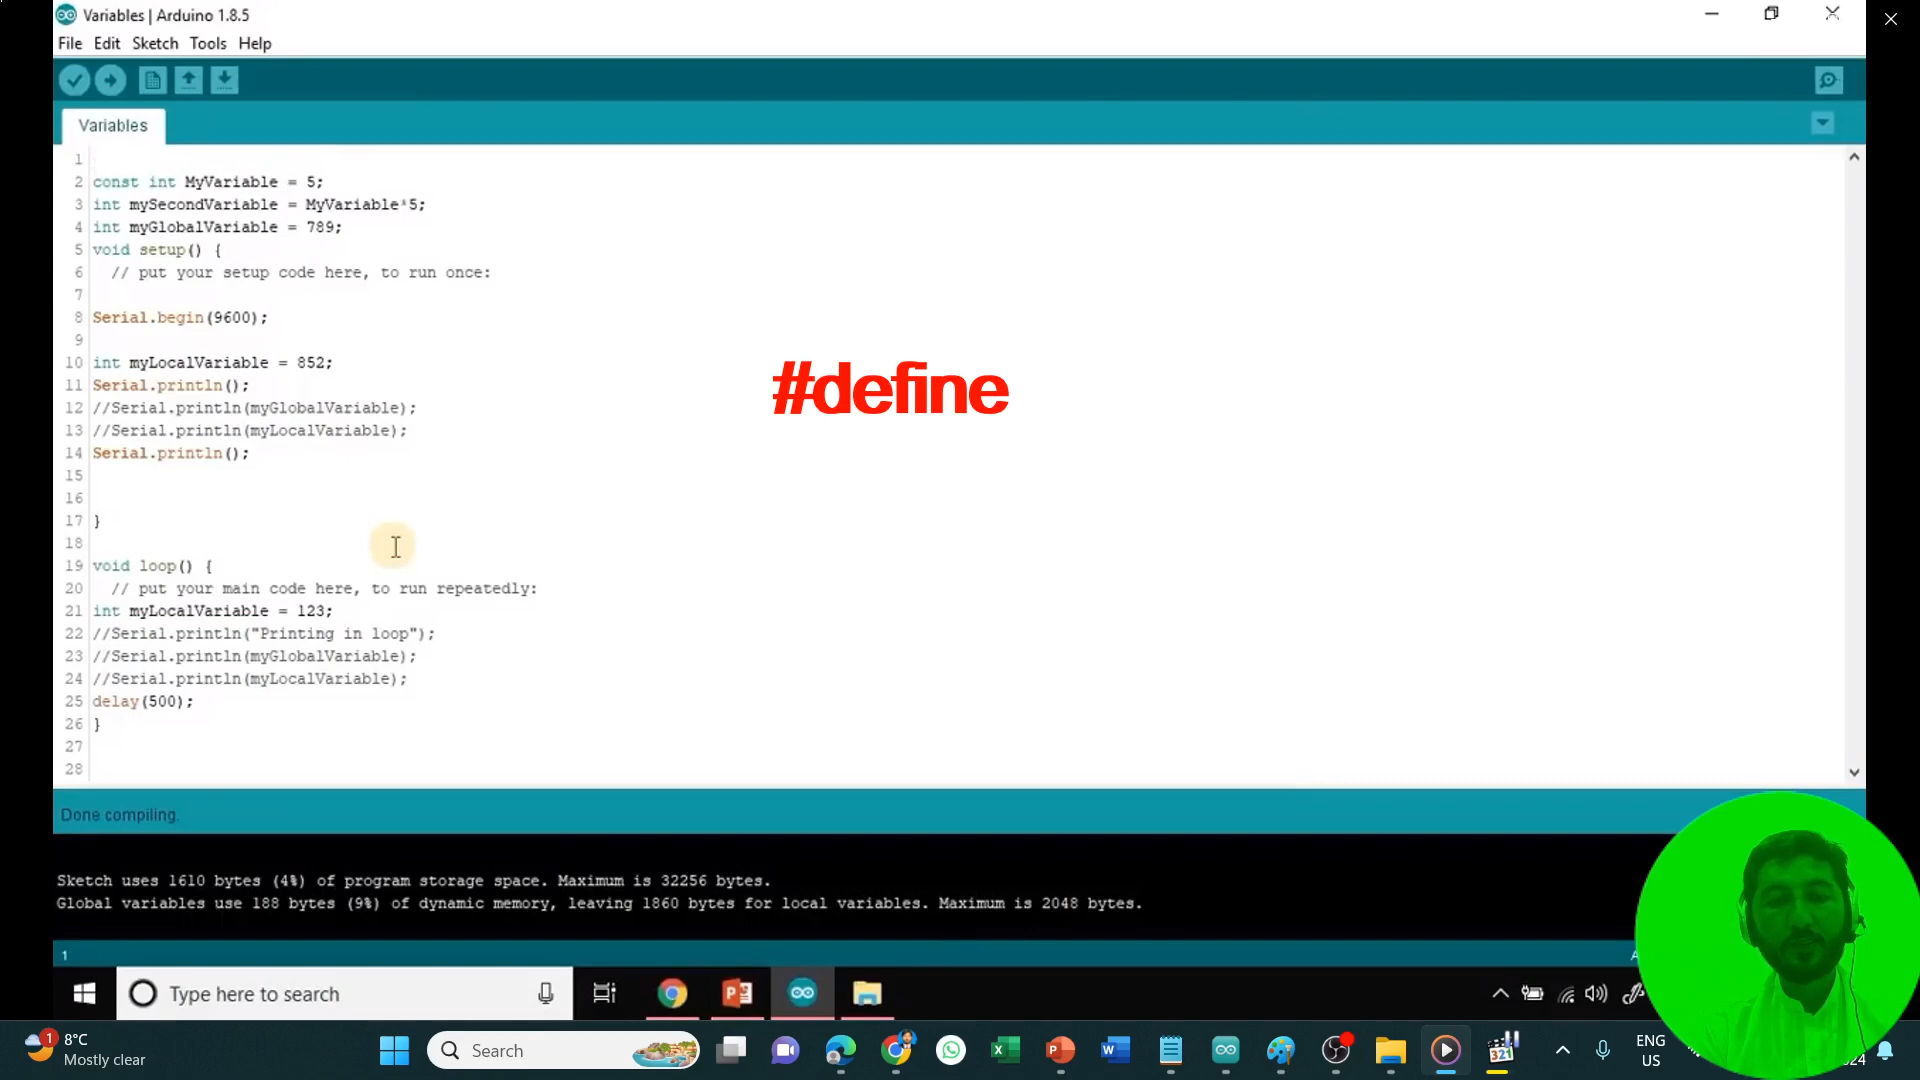 Variables | Arduino 1.8.5
File Edit Sketch Tools Help
Variables
1
2 const int MyVariable = 5;
3 int mySecondVariable = MyVariable*5;
4 int myGlobalVariable = 789;
5 void setup() {
6 // put your setup code here, to run once:
7
8 Serial.begin(9600);
9
10 int myLocalVariable = 852;
11 Serial.println();
12 //Serial.println(myGlobalVariable);
13 //Serial.println(myLocalVariable);
14 Serial.println();
15
16
17 }
18
19 void loop() {
20 // put your main code here, to run repeatedly:
21 int myLocalVariable = 123;
22 //Serial.println("Printing in loop");
23 //Serial.println(myGlobalVariable);
24 //Serial.println(myLocalVariable);
25 delay(500);
26 }
27
28
#define
Done compiling.
Sketch uses 1610 bytes (4%) of program storage space. Maximum is 32256 bytes.
Global variables use 188 bytes (9%) of dynamic memory, leaving 1860 bytes for local variables. Maximum is 2048 bytes.
1
Type here to search
1
8°C
Mostly clear
Search
321
ENG
US